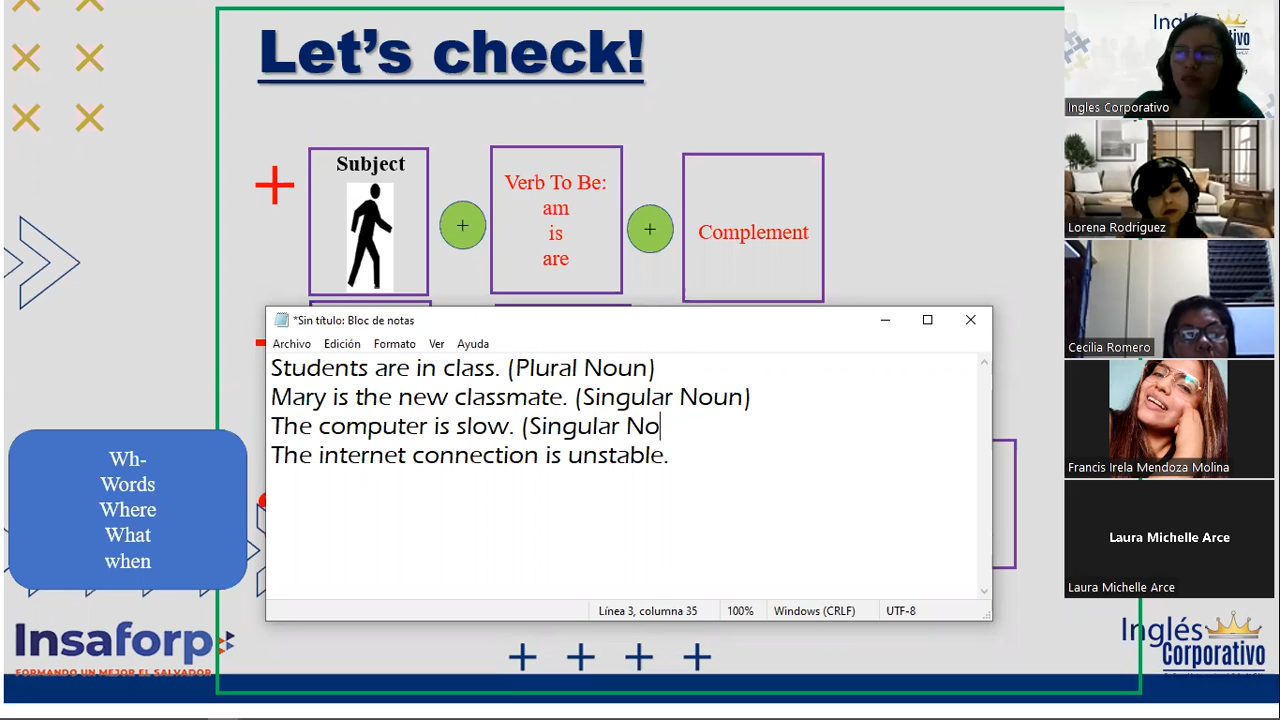 Let's check!
Subject
Verb To Be:
am
is
are
Complement
+
+
*Sin título: Bloc de notas
Archivo Edición Formato Ver Ayuda
Students are in class. (Plural Noun)
Mary is the new classmate. (Singular Noun)
The computer is slow. (Singular No
The internet connection is unstable.
Línea 3, columna 35 100% Windows (CRLF) UTF-8
Wh-
Words
Where
What
when
Insaforp
FORMANDO UN MEJOR EL SALVADOR
Ingles Corporativo
Lorena Rodriguez
Cecilia Romero
Francis Irela Mendoza Molina
Laura Michelle Arce
Laura Michelle Arce
Inglés
Corporativo